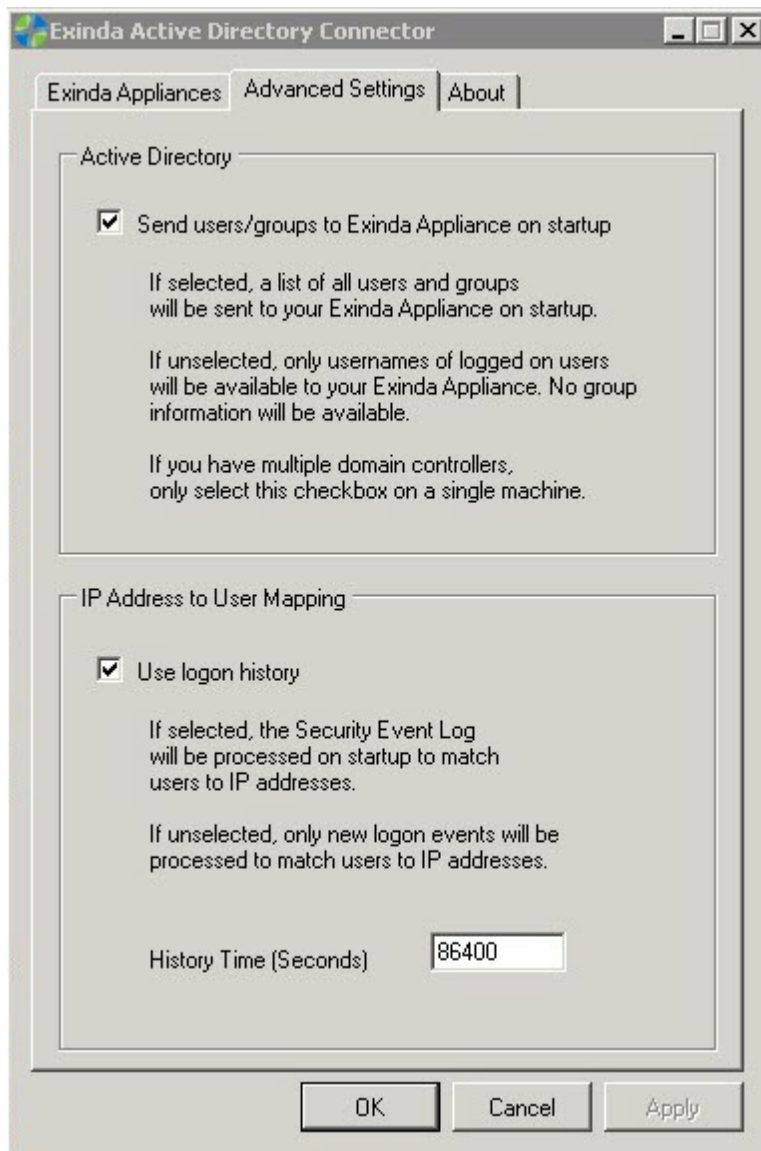 Exinda Active Directory Connector
Exinda Appliances Advanced Settings About
Active Directory
Send users/groups to Exinda Appliance on startup
If selected, a list of all users and groups
will be sent to your Exinda Appliance on startup.
If unselected, only usernames of logged on users
will be available to your Exinda Appliance. No group
information will be available.
If you have multiple domain controllers,
only select this checkbox on a single machine.
IP Address to User Mapping
Use logon history
If selected, the Security Event Log
will be processed on startup to match
users to IP addresses.
If unselected, only new logon events will be
processed to match users to IP addresses.
History Time (Seconds) 86400
OK Cancel Apply